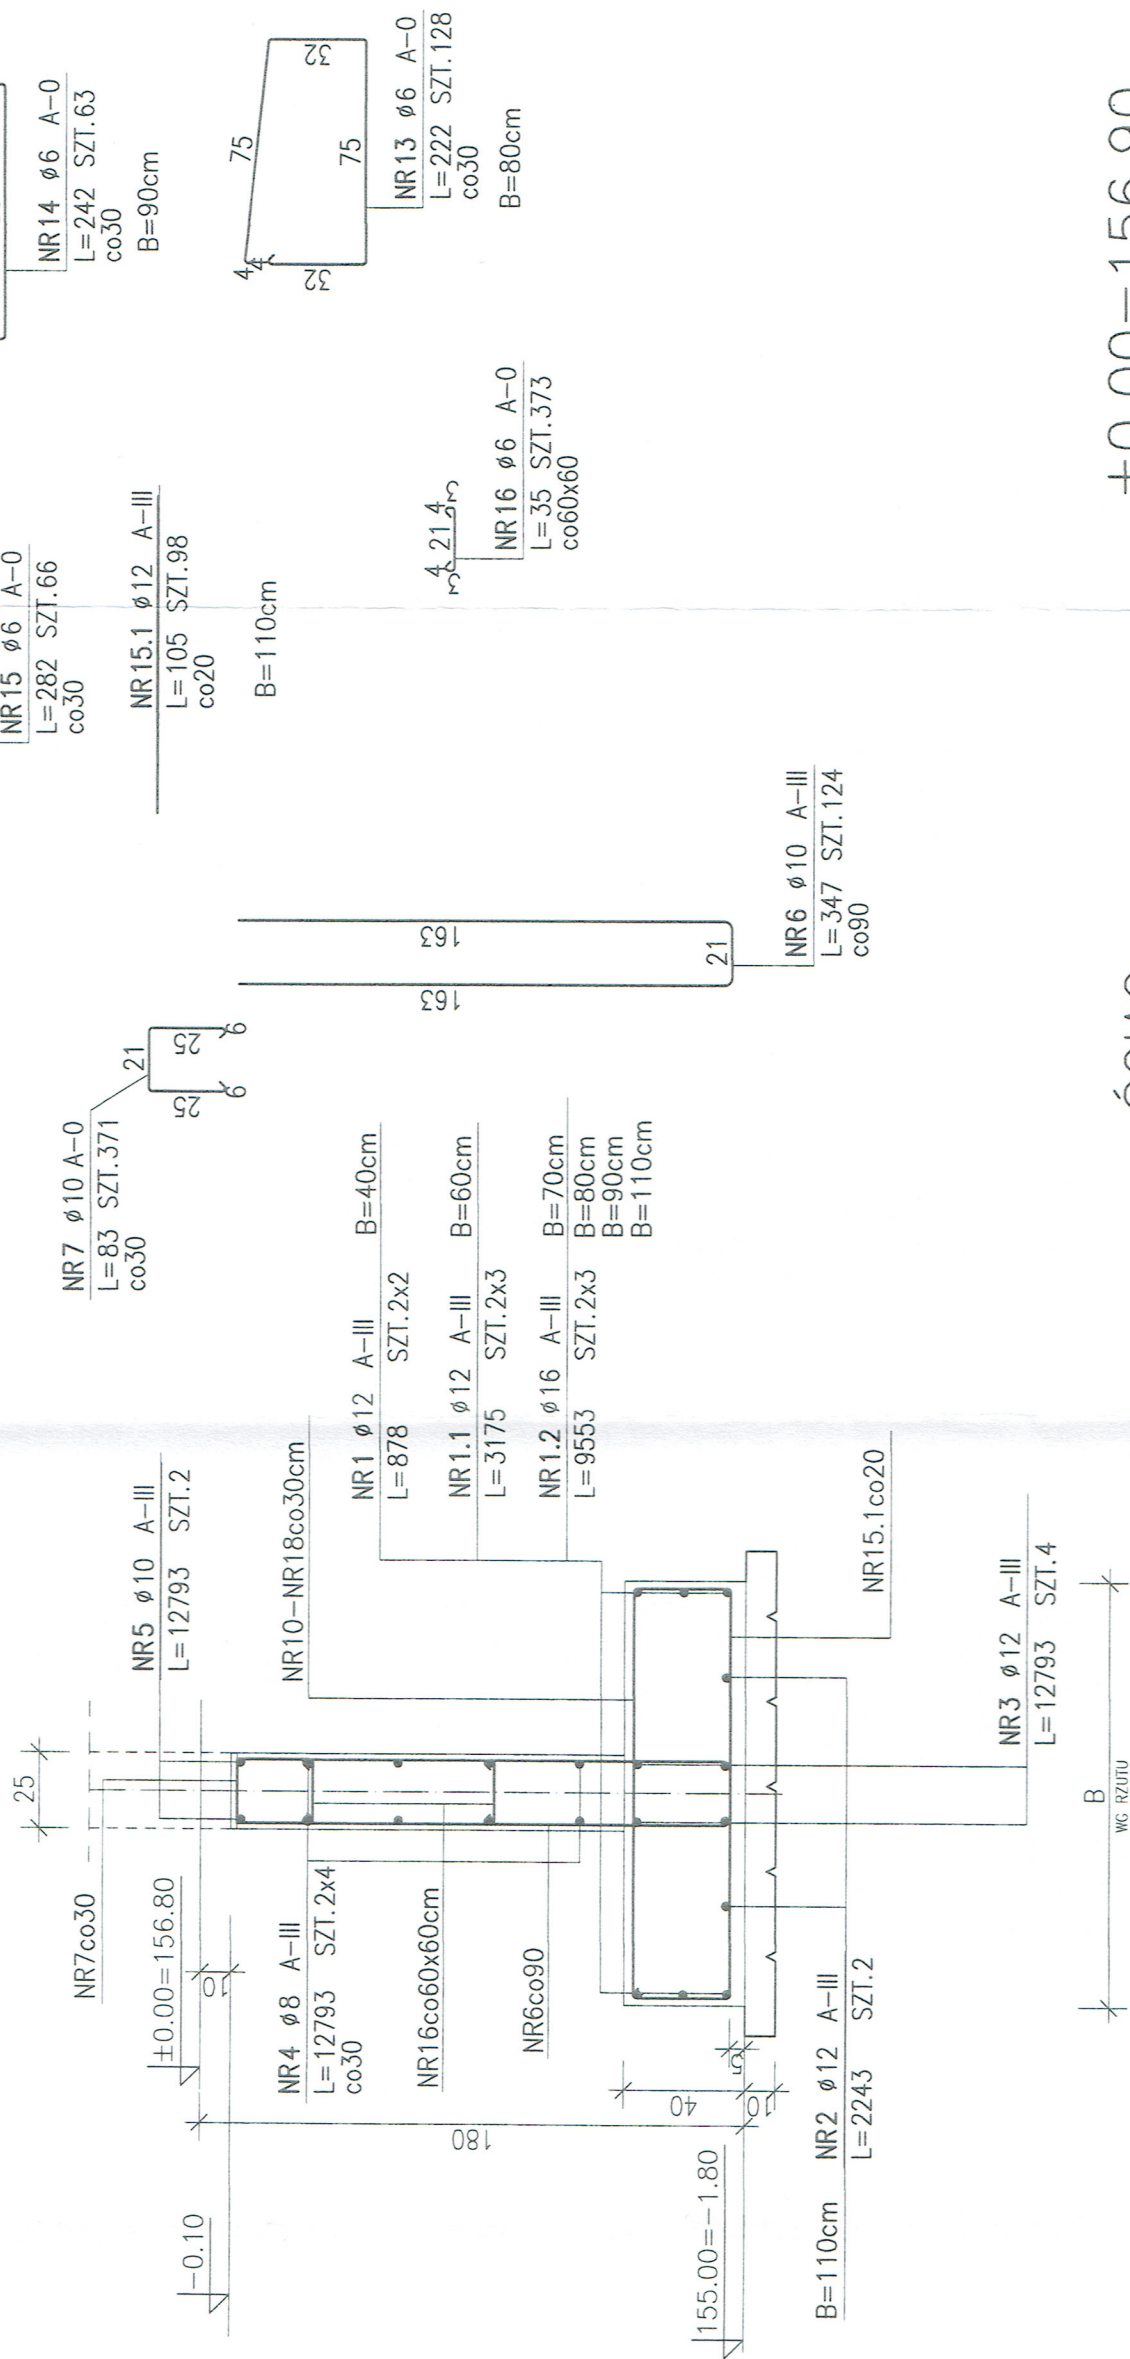 NR14 ø6 A-0
L=242 SZT.63
co30
B=90cm
75
32
75
32
4
4
NR13 ø6 A-0
L=222 SZT.128
co30
B=80cm
NR15 ø6 A-0
L=282 SZT.66
co30
NR15.1 ø12 A-III
L=105 SZT.98
co20
B=110cm
4 21 4
3 3
NR16 ø6 A-0
L=35 SZT.373
co60x60
163
163
21
NR6 ø10 A-III
L=347 SZT.124
co90
NR7 ø10 A-0
L=83 SZT.371
co30
21
25
25
6
6
NR1 ø12 A-III B=40cm
L=878 SZT.2x2
NR1.1 ø12 A-III B=60cm
L=3175 SZT.2x3
NR1.2 ø16 A-III B=70cm
L=9553 SZT.2x3 B=80cm
B=90cm
B=110cm
NR5 ø10 A-III
L=12793 SZT.2
NR10-NR18co30cm
NR15.1co20
NR3 ø12 A-III
L=12793 SZT.4
25
NR7co30
±0.00=156.80
10
-0.10
NR4 ø8 A-III
L=12793 SZT.2x4
co30
NR16co60x60cm
NR6co90
180
40
5
10
155.00=-1.80
B=110cm NR2 ø12 A-III
L=2243 SZT.2
B
WG RZUTU